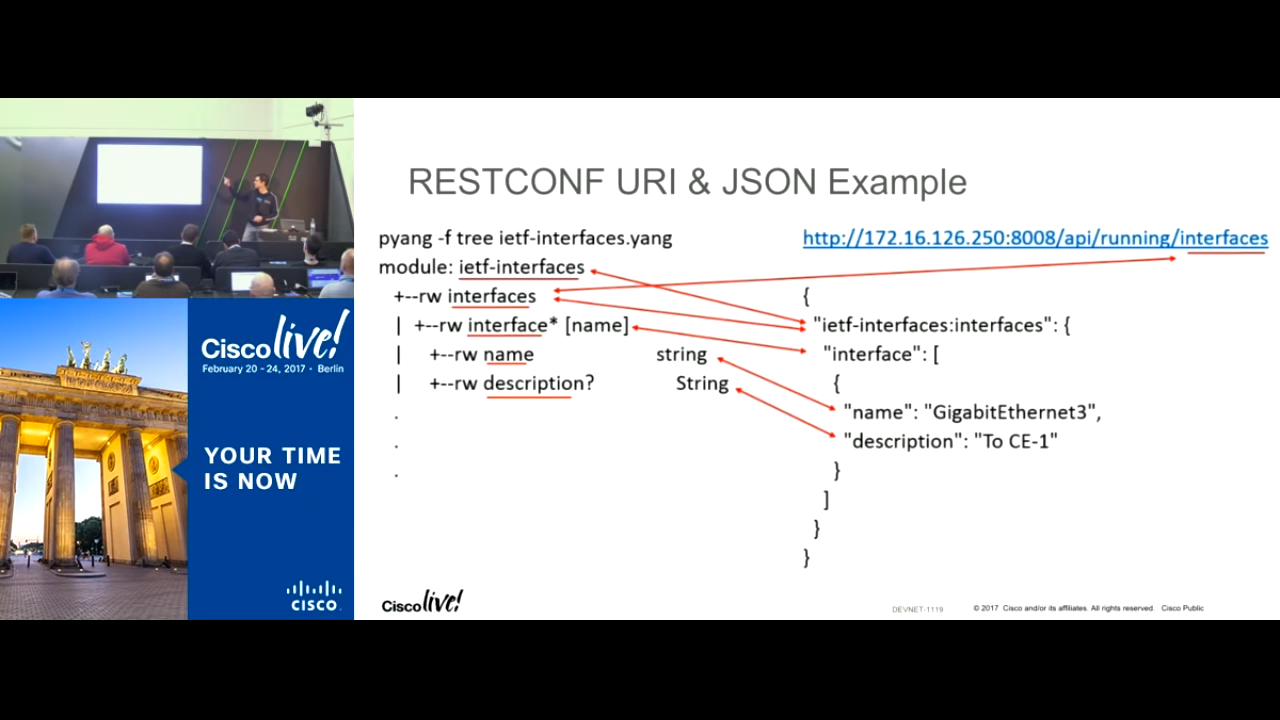 RESTCONF URI & JSON Example
pyang -f tree ietf-interfaces.yang
module: ietf-interfaces
+--rw interfaces
| +--rw interface* [name]
| +--rw name string
| +--rw description? String
.
.
.
http://172.16.126.250:8008/api/running/interfaces
{
"ietf-interfaces:interfaces": {
"interface": [
{
"name": "GigabitEthernet3",
"description": "To CE-1"
}
]
}
}
Cisco live!
February 20 - 24, 2017 • Berlin
YOUR TIME
IS NOW
CISCO
Cisco live!
DEVNET-1119
© 2017 Cisco and/or its affiliates. All rights reserved. Cisco Public